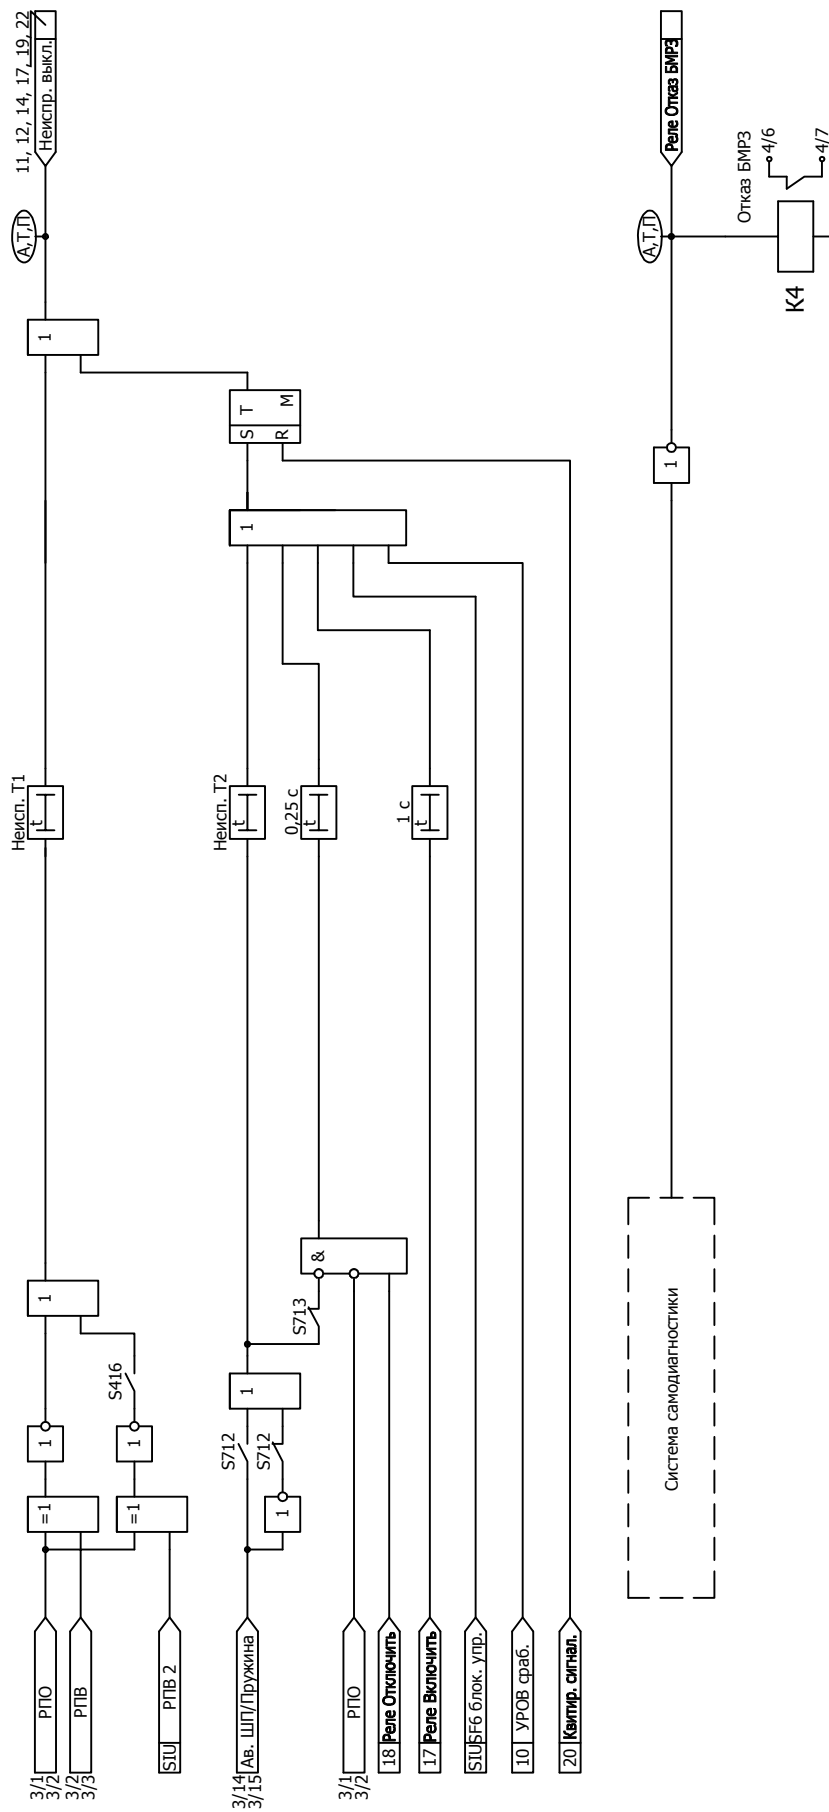 3/1
3/2
РПО
3/2
3/3
РПВ
SIU
РПВ 2
=1
=1
1
1
S416
1
Неисп. T1
t
1
А,Т,П
11, 12, 14, 17, 19, 22
Неиспр. выкл.
3/14
3/15
Ав. ШП/Пружина
1
S712
S712
1
S713
&
Неисп. T2
t
0,25 с
t
1 с
t
1
S
R
T
M
3/1
3/2
РПО
18
Реле Отключить
17
Реле Включить
SIU
SF6 блок. упр.
10
УРОВ сраб.
20
Квитир. сигнал.
Система самодиагностики
1
А,Т,П
Реле Отказ БМРЗ
Отказ БМРЗ
4/6
4/7
K4